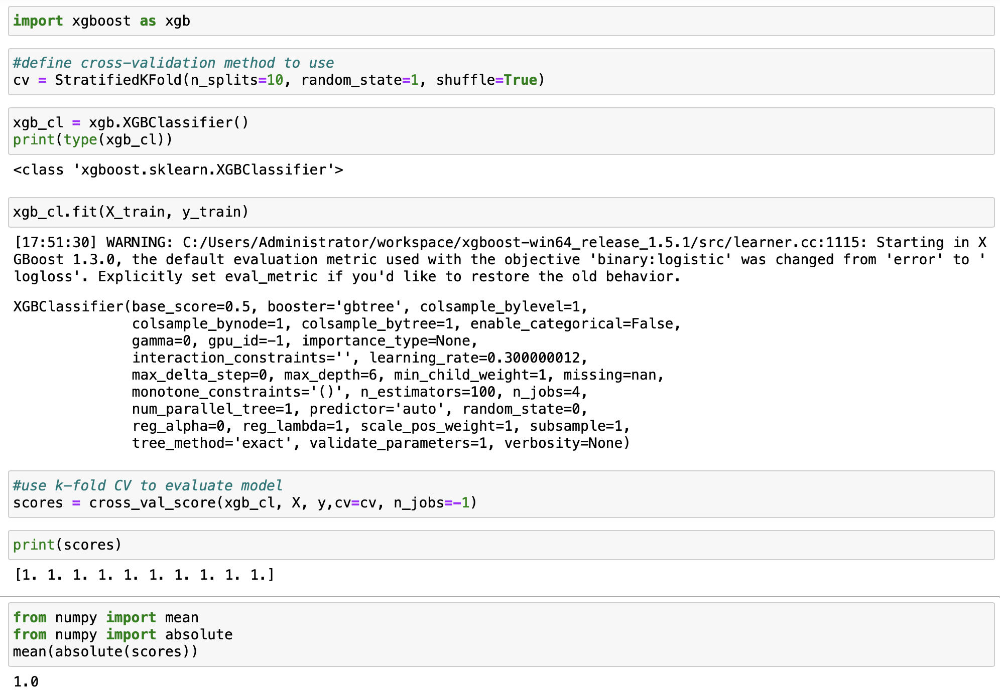 import xgboost as xgb
#define cross-validation method to use
cv = StratifiedKFold(n_splits=10, random_state=1, shuffle=True)
xgb_cl = xgb.XGBClassifier()
print(type(xgb_cl))
<class 'xgboost.sklearn.XGBClassifier'>
xgb_cl.fit(X_train, y_train)
[17:51:30] WARNING: C:/Users/Administrator/workspace/xgboost-win64_release_1.5.1/src/learner.cc:1115: Starting in X
GBoost 1.3.0, the default evaluation metric used with the objective 'binary:logistic' was changed from 'error' to '
logloss'. Explicitly set eval_metric if you'd like to restore the old behavior.
XGBClassifier(base_score=0.5, booster='gbtree', colsample_bylevel=1,
              colsample_bynode=1, colsample_bytree=1, enable_categorical=False,
              gamma=0, gpu_id=-1, importance_type=None,
              interaction_constraints='', learning_rate=0.300000012,
              max_delta_step=0, max_depth=6, min_child_weight=1, missing=nan,
              monotone_constraints='()', n_estimators=100, n_jobs=4,
              num_parallel_tree=1, predictor='auto', random_state=0,
              reg_alpha=0, reg_lambda=1, scale_pos_weight=1, subsample=1,
              tree_method='exact', validate_parameters=1, verbosity=None)
#use k-fold CV to evaluate model
scores = cross_val_score(xgb_cl, X, y,cv=cv, n_jobs=-1)
print(scores)
[1. 1. 1. 1. 1. 1. 1. 1. 1. 1.]
from numpy import mean
from numpy import absolute
mean(absolute(scores))
1.0